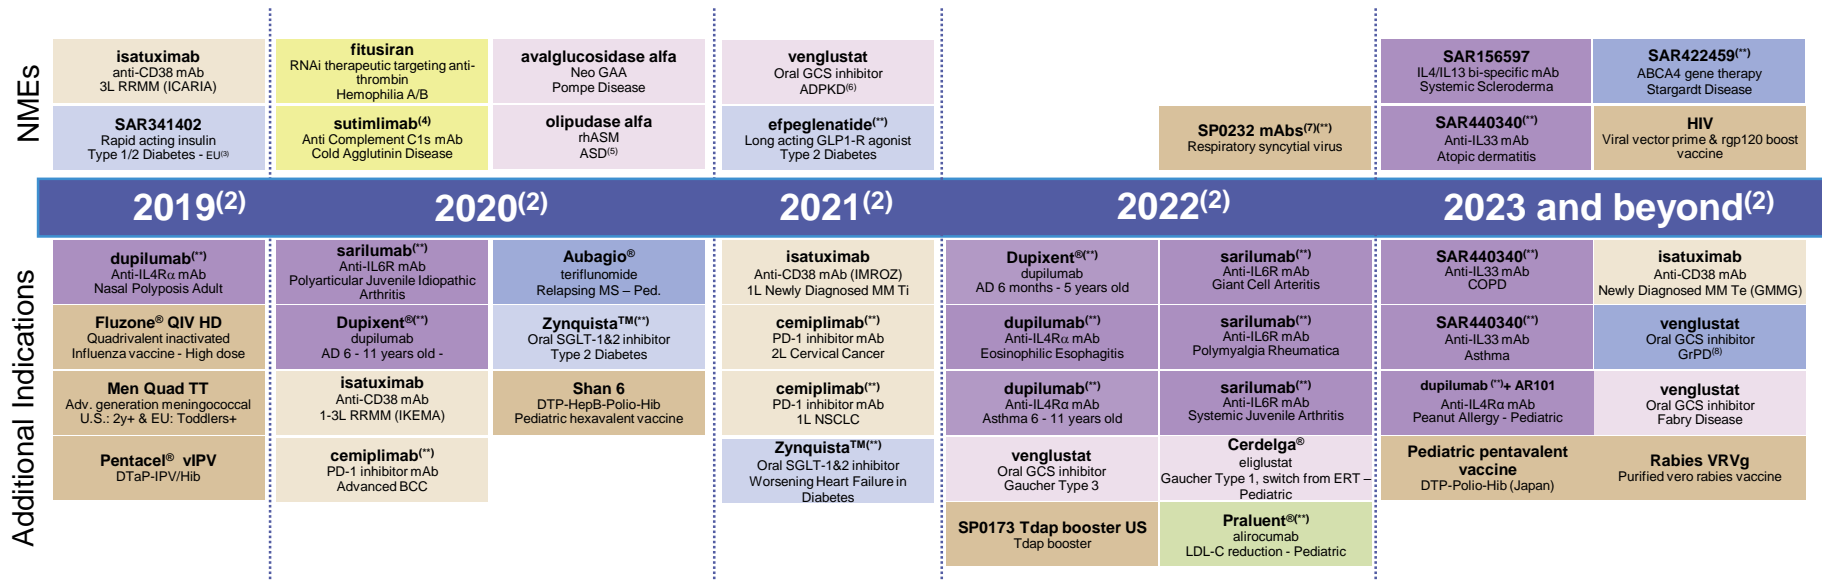 NMEs
isatuximab
anti-CD38 mAb
3L RRMM (ICARIA)
SAR341402
Rapid acting insulin
Type 1/2 Diabetes - EU(3)
fitusiran
RNAi therapeutic targeting anti-
thrombin
Hemophilia A/B
sutimlimab(4)
Anti Complement C1s mAb
Cold Agglutinin Disease
avalglucosidase alfa
Neo GAA
Pompe Disease
olipudase alfa
rhASM
ASD(5)
venglustat
Oral GCS inhibitor
ADPKD(6)
efpeglenatide(**)
Long acting GLP1-R agonist
Type 2 Diabetes
SP0232 mAbs(7)(**)
Respiratory syncytial virus
SAR156597
IL4/IL13 bi-specific mAb
Systemic Scleroderma
SAR440340(**)
Anti-IL33 mAb
Atopic dermatitis
SAR422459(**)
ABCA4 gene therapy
Stargardt Disease
HIV
Viral vector prime & rgp120 boost
vaccine
2019(2)
2020(2)
2021(2)
2022(2)
2023 and beyond(2)
Additional Indications
dupilumab(**)
Anti-IL4Rα mAb
Nasal Polyposis Adult
Fluzone® QIV HD
Quadrivalent inactivated
Influenza vaccine - High dose
Men Quad TT
Adv. generation meningococcal
U.S.: 2y+ & EU: Toddlers+
Pentacel® vIPV
DTaP-IPV/Hib
sarilumab(**)
Anti-IL6R mAb
Polyarticular Juvenile Idiopathic
Arthritis
Dupixent®(**)
dupilumab
AD 6 - 11 years old -
isatuximab
Anti-CD38 mAb
1-3L RRMM (IKEMA)
cemiplimab(**)
PD-1 inhibitor mAb
Advanced BCC
Aubagio®
teriflunomide
Relapsing MS – Ped.
Zynquista™(**)
Oral SGLT-1&2 inhibitor
Type 2 Diabetes
Shan 6
DTP-HepB-Polio-Hib
Pediatric hexavalent vaccine
isatuximab
Anti-CD38 mAb (IMROZ)
1L Newly Diagnosed MM Ti
cemiplimab(**)
PD-1 inhibitor mAb
2L Cervical Cancer
cemiplimab(**)
PD-1 inhibitor mAb
1L NSCLC
Zynquista™(**)
Oral SGLT-1&2 inhibitor
Worsening Heart Failure in
Diabetes
Dupixent®(**)
dupilumab
AD 6 months - 5 years old
dupilumab(**)
Anti-IL4Rα mAb
Eosinophilic Esophagitis
dupilumab(**)
Anti-IL4Rα mAb
Asthma 6 - 11 years old
venglustat
Oral GCS inhibitor
Gaucher Type 3
SP0173 Tdap booster US
Tdap booster
sarilumab(**)
Anti-IL6R mAb
Giant Cell Arteritis
sarilumab(**)
Anti-IL6R mAb
Polymyalgia Rheumatica
sarilumab(**)
Anti-IL6R mAb
Systemic Juvenile Arthritis
Cerdelga®
eliglustat
Gaucher Type 1, switch from ERT –
Pediatric
Praluent®(**)
alirocumab
LDL-C reduction - Pediatric
SAR440340(**)
Anti-IL33 mAb
COPD
SAR440340(**)
Anti-IL33 mAb
Asthma
dupilumab (**)+ AR101
Anti-IL4Rα mAb
Peanut Allergy - Pediatric
Pediatric pentavalent
vaccine
DTP-Polio-Hib (Japan)
isatuximab
Anti-CD38 mAb
Newly Diagnosed MM Te (GMMG)
venglustat
Oral GCS inhibitor
GrPD(8)
venglustat
Oral GCS inhibitor
Fabry Disease
Rabies VRVg
Purified vero rabies vaccine